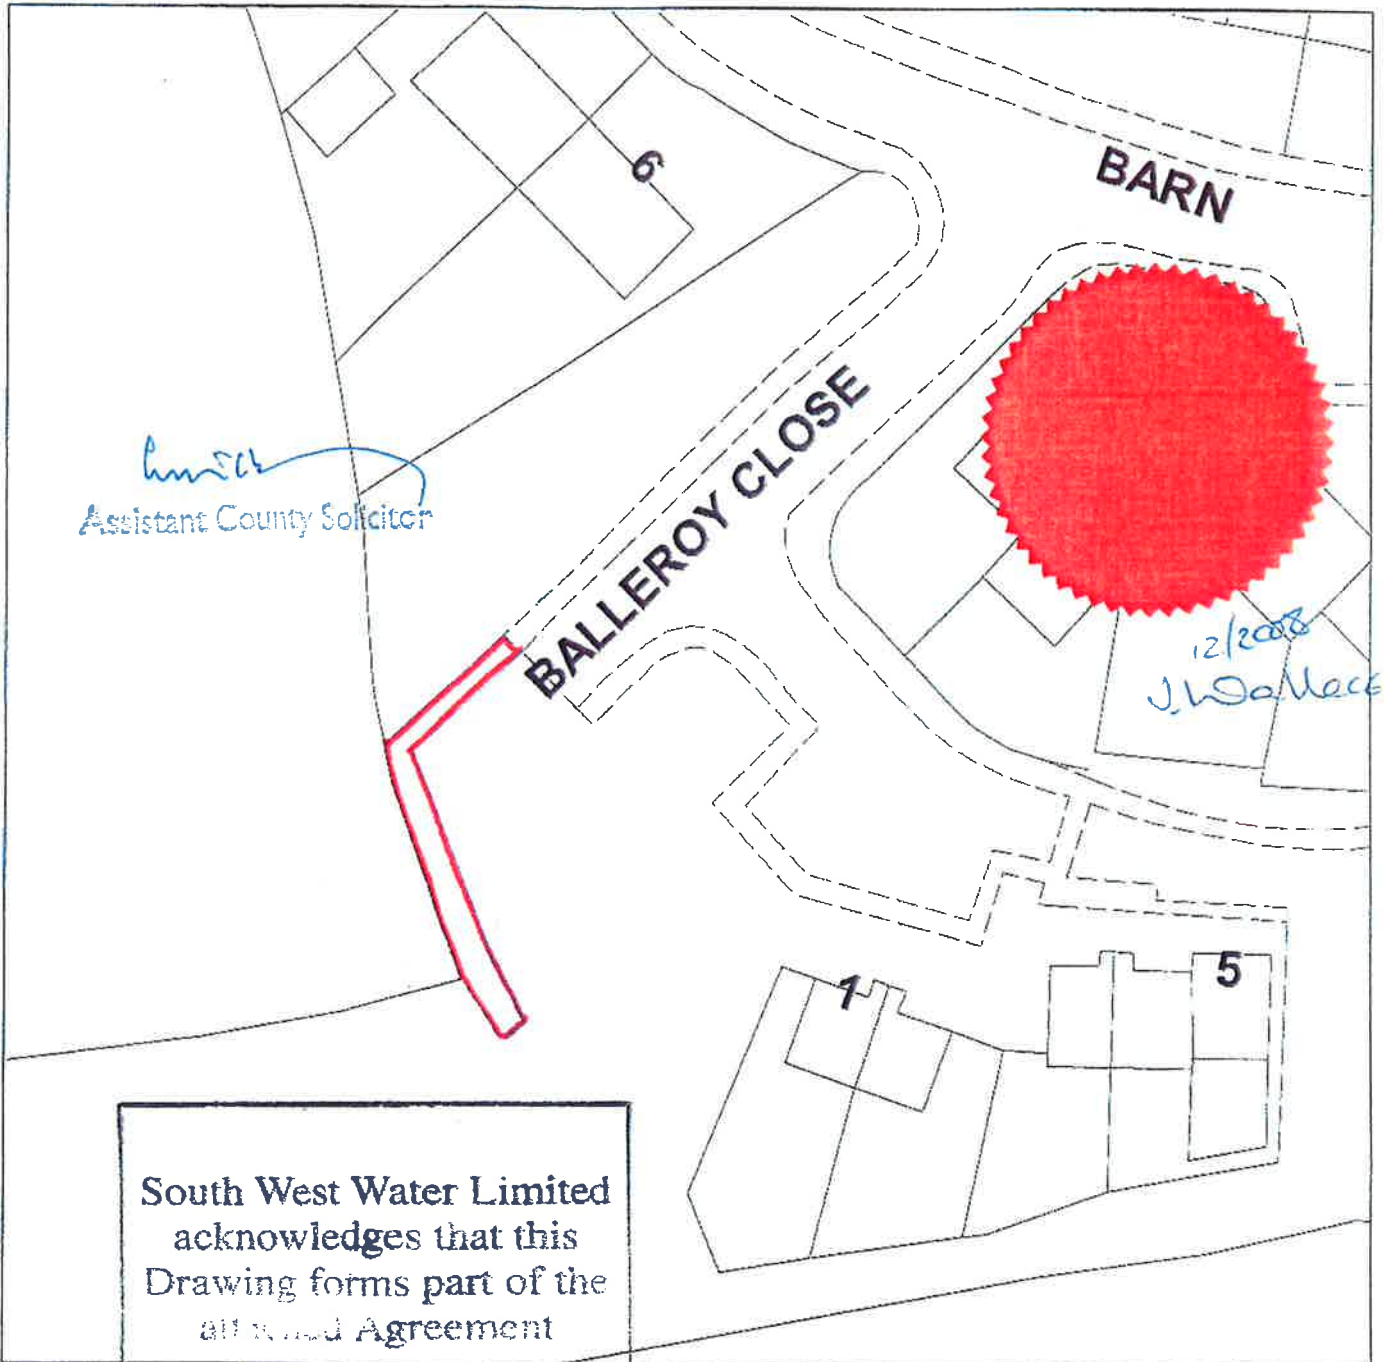 6
BARN
BALLEROY CLOSE
Assistant County Solicitor
12/2008
J. Wallace
1
5
South West Water Limited
acknowledges that this
Drawing forms part of the
attached Agreement